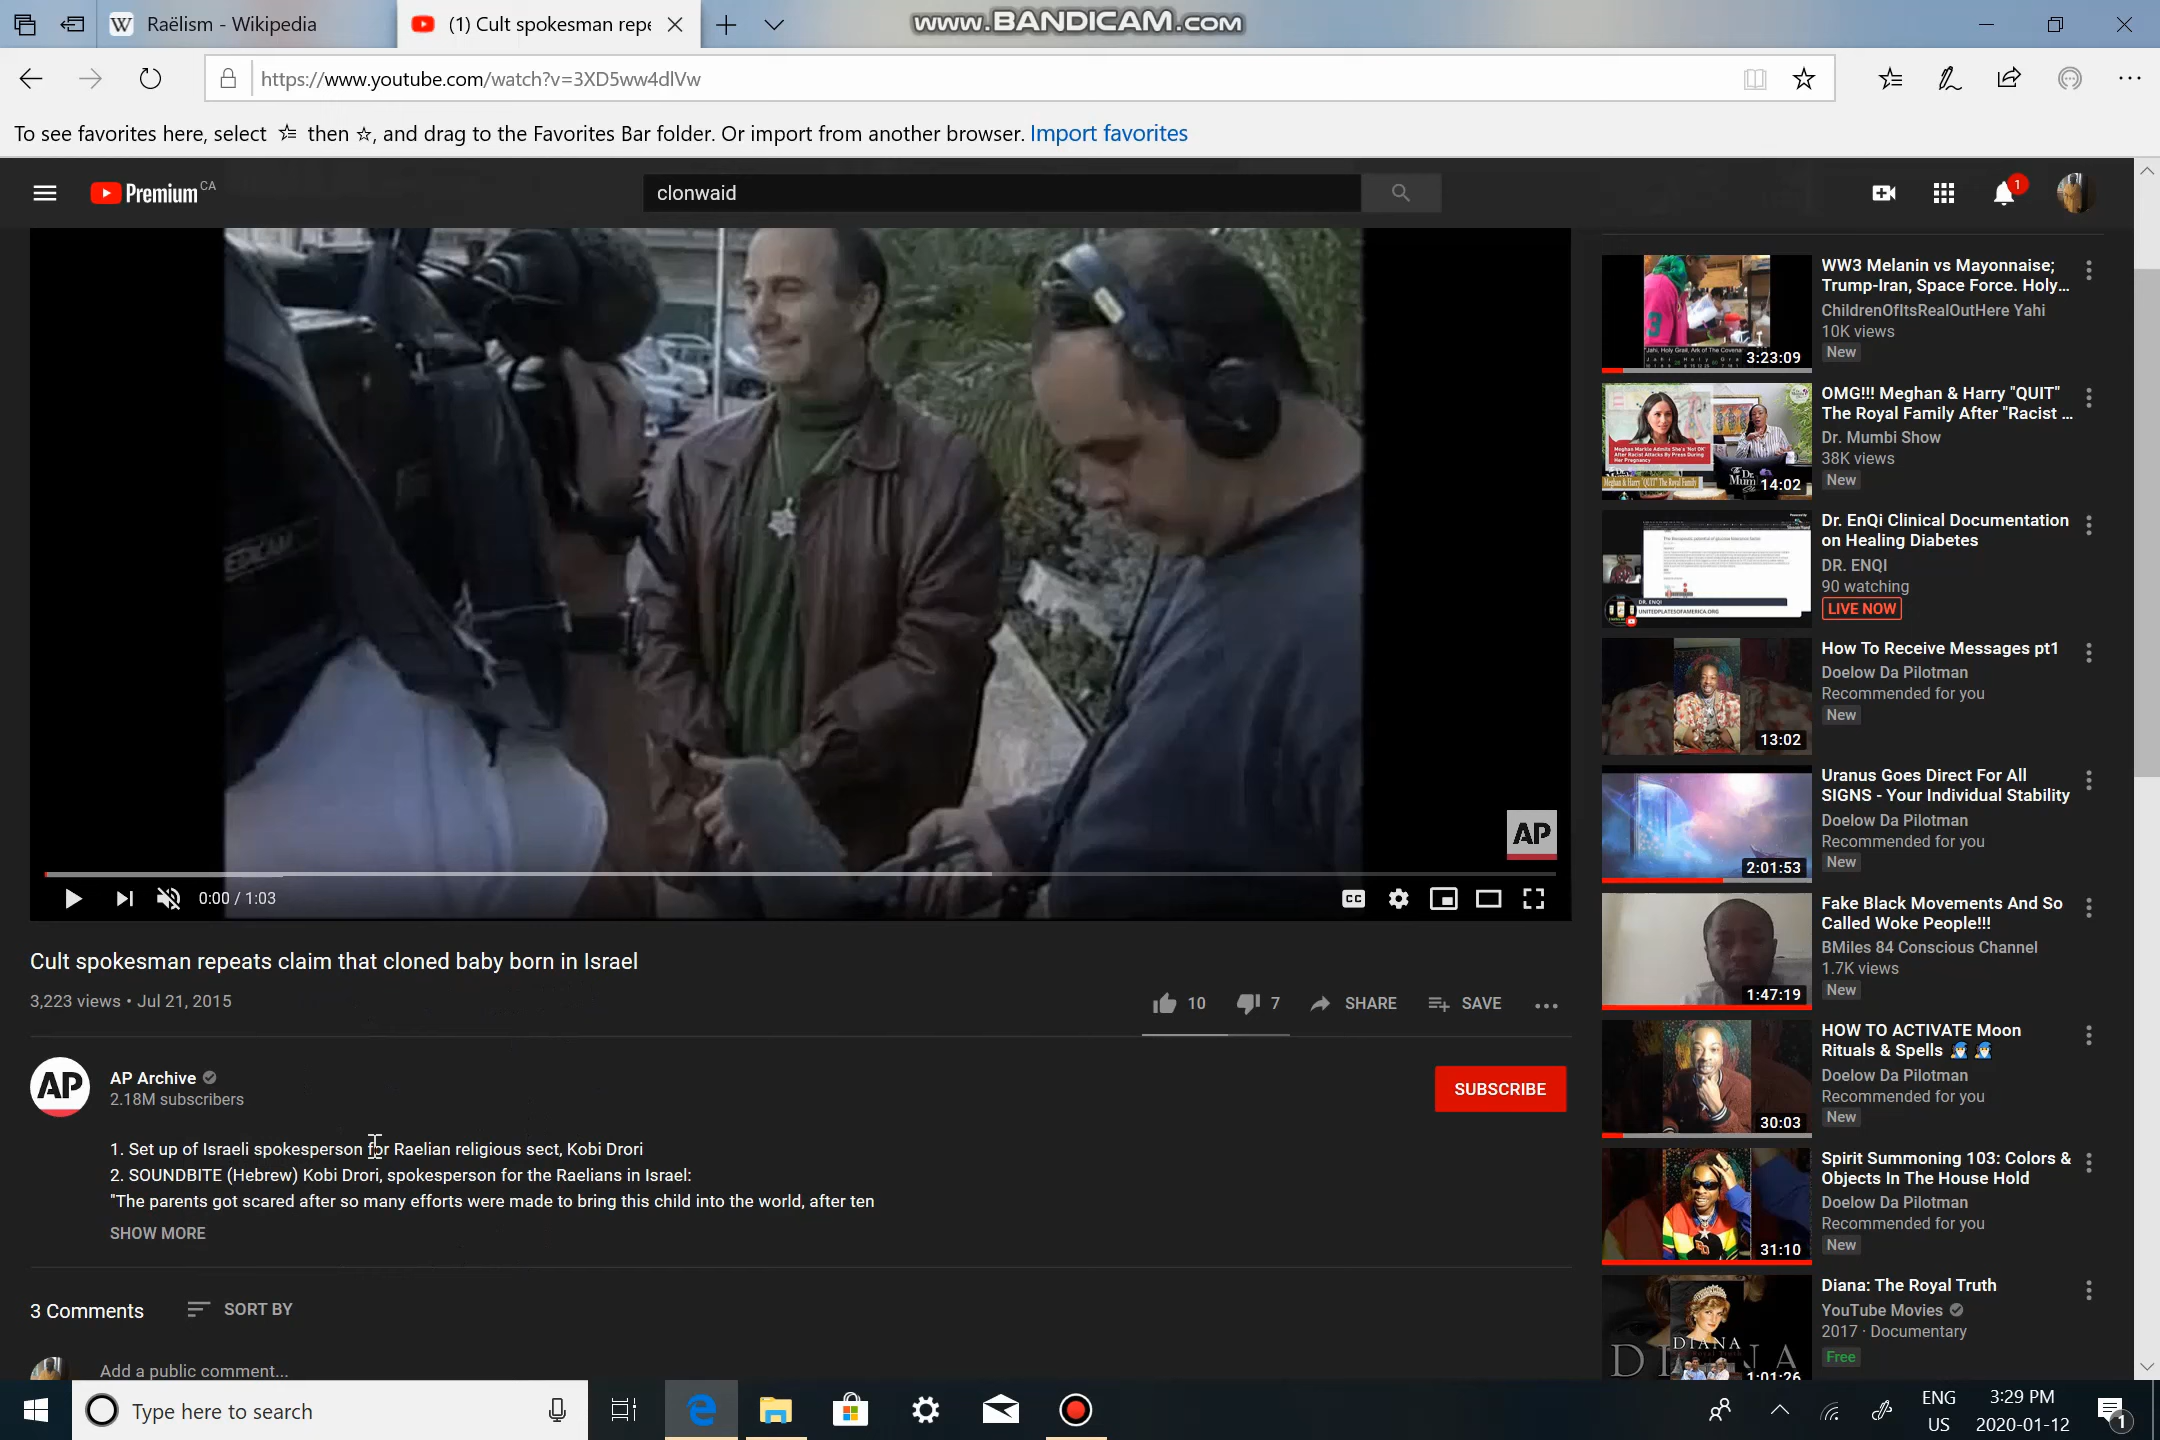 Raëlism - Wikipedia
(1) Cult spokesman repe
www.BANDICAM.com
https://www.youtube.com/watch?v=3XD5ww4dlVw
To see favorites here, select then , and drag to the Favorites Bar folder. Or import from another browser. Import favorites
Premium CA
clonwaid
1
AP
0:00 / 1:03
CC
Cult spokesman repeats claim that cloned baby born in Israel
3,223 views • Jul 21, 2015
10
7
SHARE
SAVE
AP
AP Archive
2.18M subscribers
SUBSCRIBE
1. Set up of Israeli spokesperson for Raelian religious sect, Kobi Drori
2. SOUNDBITE (Hebrew) Kobi Drori, spokesperson for the Raelians in Israel:
"The parents got scared after so many efforts were made to bring this child into the world, after ten
SHOW MORE
3 Comments
SORT BY
Add a public comment...
3:23:09
WW3 Melanin vs Mayonnaise;
Trump-Iran, Space Force. Holy...
ChildrenOfItsRealOutHere Yahi
10K views
New
14:02
OMG!!! Meghan & Harry "QUIT"
The Royal Family After "Racist ...
Dr. Mumbi Show
38K views
New
DR. ENQI
UNITEDPLATESOFAMERICA.ORG
Dr. EnQi Clinical Documentation
on Healing Diabetes
DR. ENQI
90 watching
LIVE NOW
13:02
How To Receive Messages pt1
Doelow Da Pilotman
Recommended for you
New
2:01:53
Uranus Goes Direct For All
SIGNS - Your Individual Stability
Doelow Da Pilotman
Recommended for you
New
1:47:19
Fake Black Movements And So
Called Woke People!!!
BMiles 84 Conscious Channel
1.7K views
New
30:03
HOW TO ACTIVATE Moon
Rituals & Spells
Doelow Da Pilotman
Recommended for you
New
31:10
Spirit Summoning 103: Colors &
Objects In The House Hold
Doelow Da Pilotman
Recommended for you
New
DIANA
1:01:26
Diana: The Royal Truth
YouTube Movies
2017 · Documentary
Free
Type here to search
ENG
US
3:29 PM
2020-01-12
1